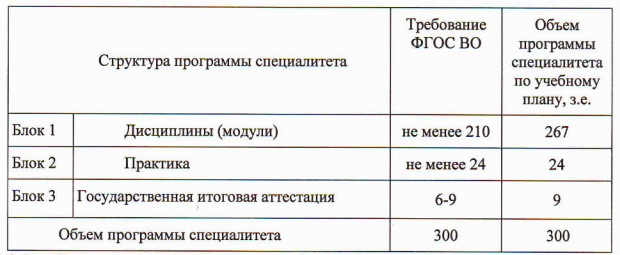 Структура программы специалитета
Требование
ФГОС ВО
Объем
программы
специалитета
по учебному
плану, з.е.
Блок 1 Дисциплины (модули) не менее 210 267
Блок 2 Практика не менее 24 24
Блок 3 Государственная итоговая аттестация 6-9 9
Объем программы специалитета 300 300